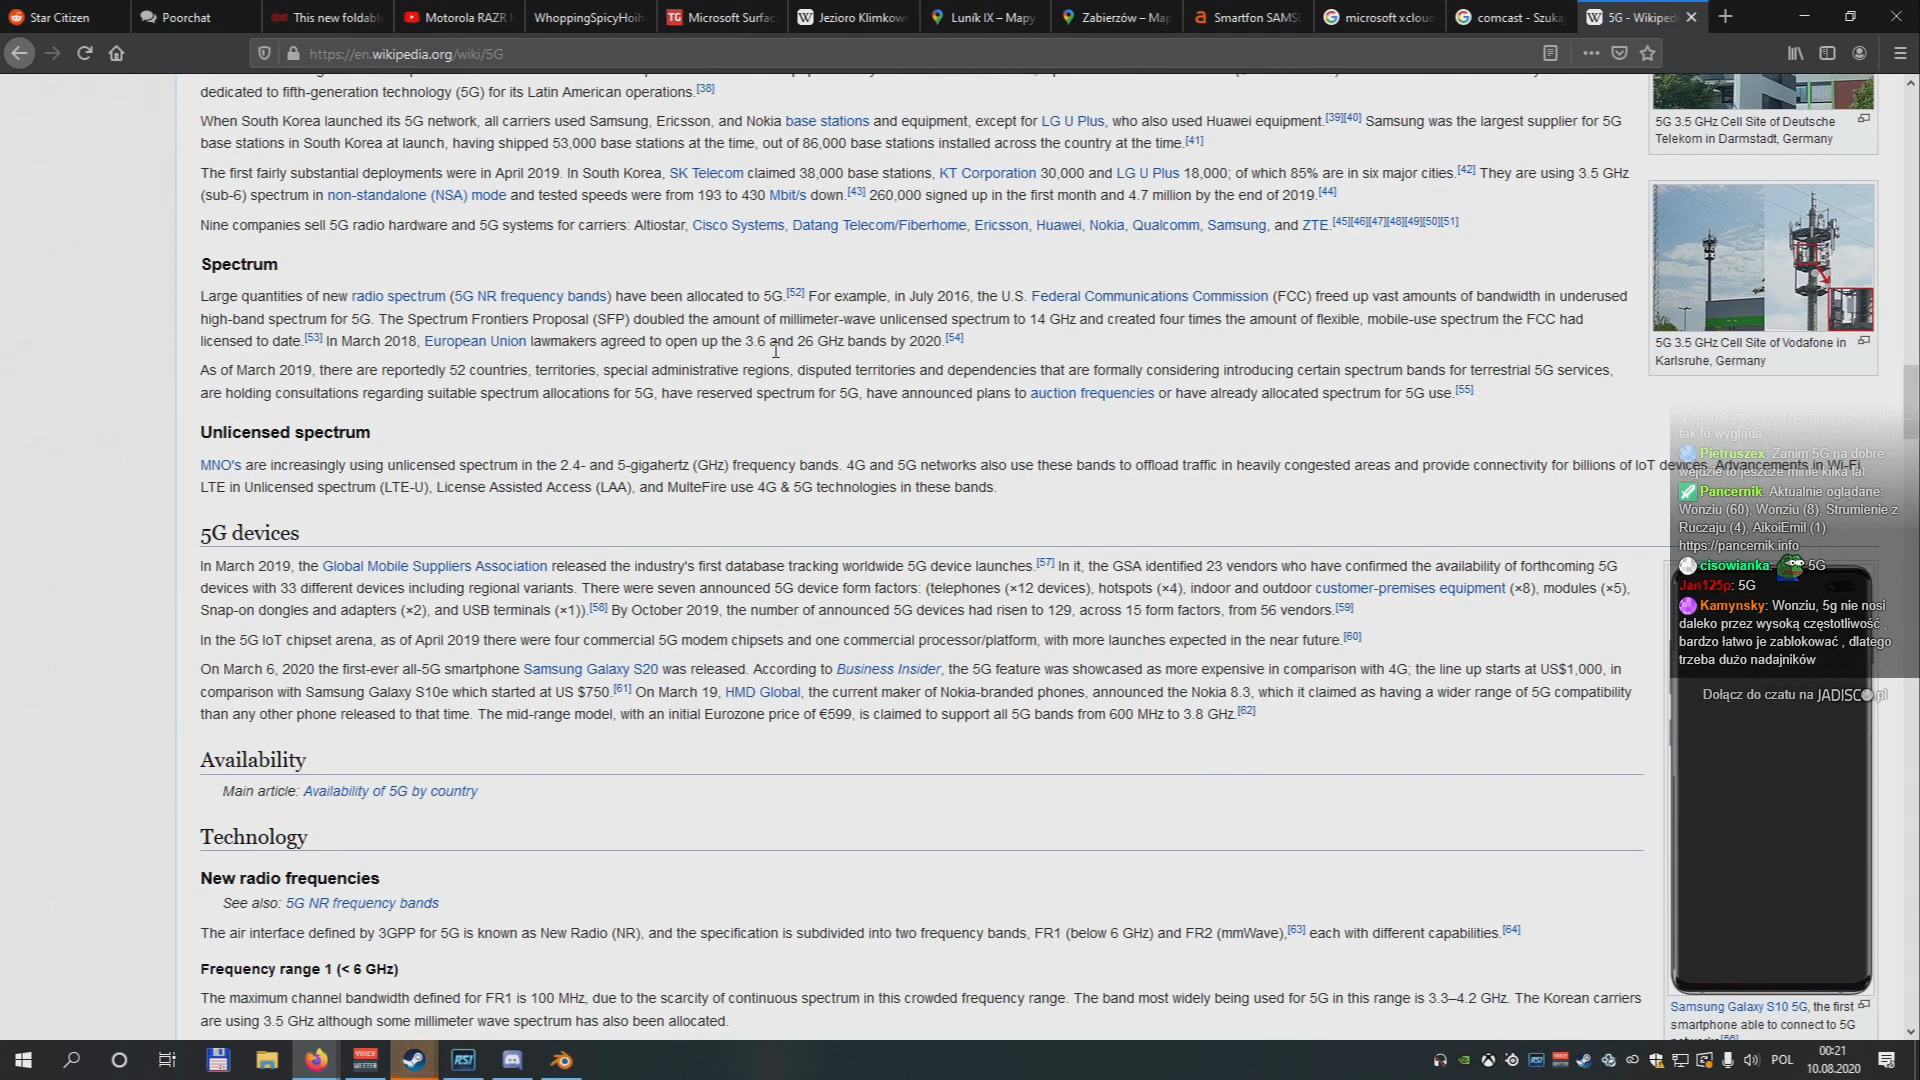 Star Citizen
Poorchat
This new foldabl
Motorola RAZR
WhoppingSpicyHoih
Microsoft Surfac
Jezioro Klimkows
Luník IX – Mapy
Zabierzów – Map
Smartfon SAMSU
microsoft xcloud
comcast - Szukaj
5G - Wikiped
https://en.wikipedia.org/wiki/5G
dedicated to fifth-generation technology (5G) for its Latin American operations.[38]
When South Korea launched its 5G network, all carriers used Samsung, Ericsson, and Nokia base stations and equipment, except for LG U Plus, who also used Huawei equipment.[39][40] Samsung was the largest supplier for 5G
base stations in South Korea at launch, having shipped 53,000 base stations at the time, out of 86,000 base stations installed across the country at the time.[41]
The first fairly substantial deployments were in April 2019. In South Korea, SK Telecom claimed 38,000 base stations, KT Corporation 30,000 and LG U Plus 18,000; of which 85% are in six major cities.[42] They are using 3.5 GHz
(sub-6) spectrum in non-standalone (NSA) mode and tested speeds were from 193 to 430 Mbit/s down.[43] 260,000 signed up in the first month and 4.7 million by the end of 2019.[44]
Nine companies sell 5G radio hardware and 5G systems for carriers: Altiostar, Cisco Systems, Datang Telecom/Fiberhome, Ericsson, Huawei, Nokia, Qualcomm, Samsung, and ZTE.[45][46][47][48][49][50][51]
Spectrum
Large quantities of new radio spectrum (5G NR frequency bands) have been allocated to 5G.[52] For example, in July 2016, the U.S. Federal Communications Commission (FCC) freed up vast amounts of bandwidth in underused
high-band spectrum for 5G. The Spectrum Frontiers Proposal (SFP) doubled the amount of millimeter-wave unlicensed spectrum to 14 GHz and created four times the amount of flexible, mobile-use spectrum the FCC had
licensed to date.[53] In March 2018, European Union lawmakers agreed to open up the 3.6 and 26 GHz bands by 2020.[54]
As of March 2019, there are reportedly 52 countries, territories, special administrative regions, disputed territories and dependencies that are formally considering introducing certain spectrum bands for terrestrial 5G services,
are holding consultations regarding suitable spectrum allocations for 5G, have reserved spectrum for 5G, have announced plans to auction frequencies or have already allocated spectrum for 5G use.[55]
Unlicensed spectrum
MNO's are increasingly using unlicensed spectrum in the 2.4- and 5-gigahertz (GHz) frequency bands. 4G and 5G networks also use these bands to offload traffic in heavily congested areas and provide connectivity for billions of IoT devices. Advancements in Wi-Fi,
LTE in Unlicensed spectrum (LTE-U), License Assisted Access (LAA), and MulteFire use 4G & 5G technologies in these bands.
5G devices
In March 2019, the Global Mobile Suppliers Association released the industry's first database tracking worldwide 5G device launches.[57] In it, the GSA identified 23 vendors who have confirmed the availability of forthcoming 5G
devices with 33 different devices including regional variants. There were seven announced 5G device form factors: (telephones (×12 devices), hotspots (×4), indoor and outdoor customer-premises equipment (×8), modules (×5),
Snap-on dongles and adapters (×2), and USB terminals (×1)).[58] By October 2019, the number of announced 5G devices had risen to 129, across 15 form factors, from 56 vendors.[59]
In the 5G IoT chipset arena, as of April 2019 there were four commercial 5G modem chipsets and one commercial processor/platform, with more launches expected in the near future.[60]
On March 6, 2020 the first-ever all-5G smartphone Samsung Galaxy S20 was released. According to Business Insider, the 5G feature was showcased as more expensive in comparison with 4G; the line up starts at US$1,000, in
comparison with Samsung Galaxy S10e which started at US $750.[61] On March 19, HMD Global, the current maker of Nokia-branded phones, announced the Nokia 8.3, which it claimed as having a wider range of 5G compatibility
than any other phone released to that time. The mid-range model, with an initial Eurozone price of €599, is claimed to support all 5G bands from 600 MHz to 3.8 GHz.[62]
Availability
Main article: Availability of 5G by country
Technology
New radio frequencies
See also: 5G NR frequency bands
The air interface defined by 3GPP for 5G is known as New Radio (NR), and the specification is subdivided into two frequency bands, FR1 (below 6 GHz) and FR2 (mmWave),[63] each with different capabilities.[64]
Frequency range 1 (< 6 GHz)
The maximum channel bandwidth defined for FR1 is 100 MHz, due to the scarcity of continuous spectrum in this crowded frequency range. The band most widely being used for 5G in this range is 3.3–4.2 GHz. The Korean carriers
are using 3.5 GHz although some millimeter wave spectrum has also been allocated.
5G 3.5 GHz Cell Site of Deutsche
Telekom in Darmstadt, Germany
5G 3.5 GHz Cell Site of Vodafone in
Karlsruhe, Germany
tak to wygląda
Pietruszex: Zanim 5G na dobre
wejdzie to jeszcze minie kilka lat
Pancernik: Aktualnie oglądane:
Wonziu (60), Wonziu (8), Strumienie z
Ruczaju (4), AikoiEmil (1).
https://pancernik.info
cisowianka: 5G
Jan125p: 5G
Kamynsky: Wonziu, 5g nie nosi
daleko przez wysoką częstotliwość ,
bardzo łatwo je zablokować , dlatego
trzeba dużo nadajników
Dołącz do czatu na JADISCO.pl
Samsung Galaxy S10 5G, the first
smartphone able to connect to 5G
networks[56]
VOICE
MEETER
RSI
POL
00:21
10.08.2020